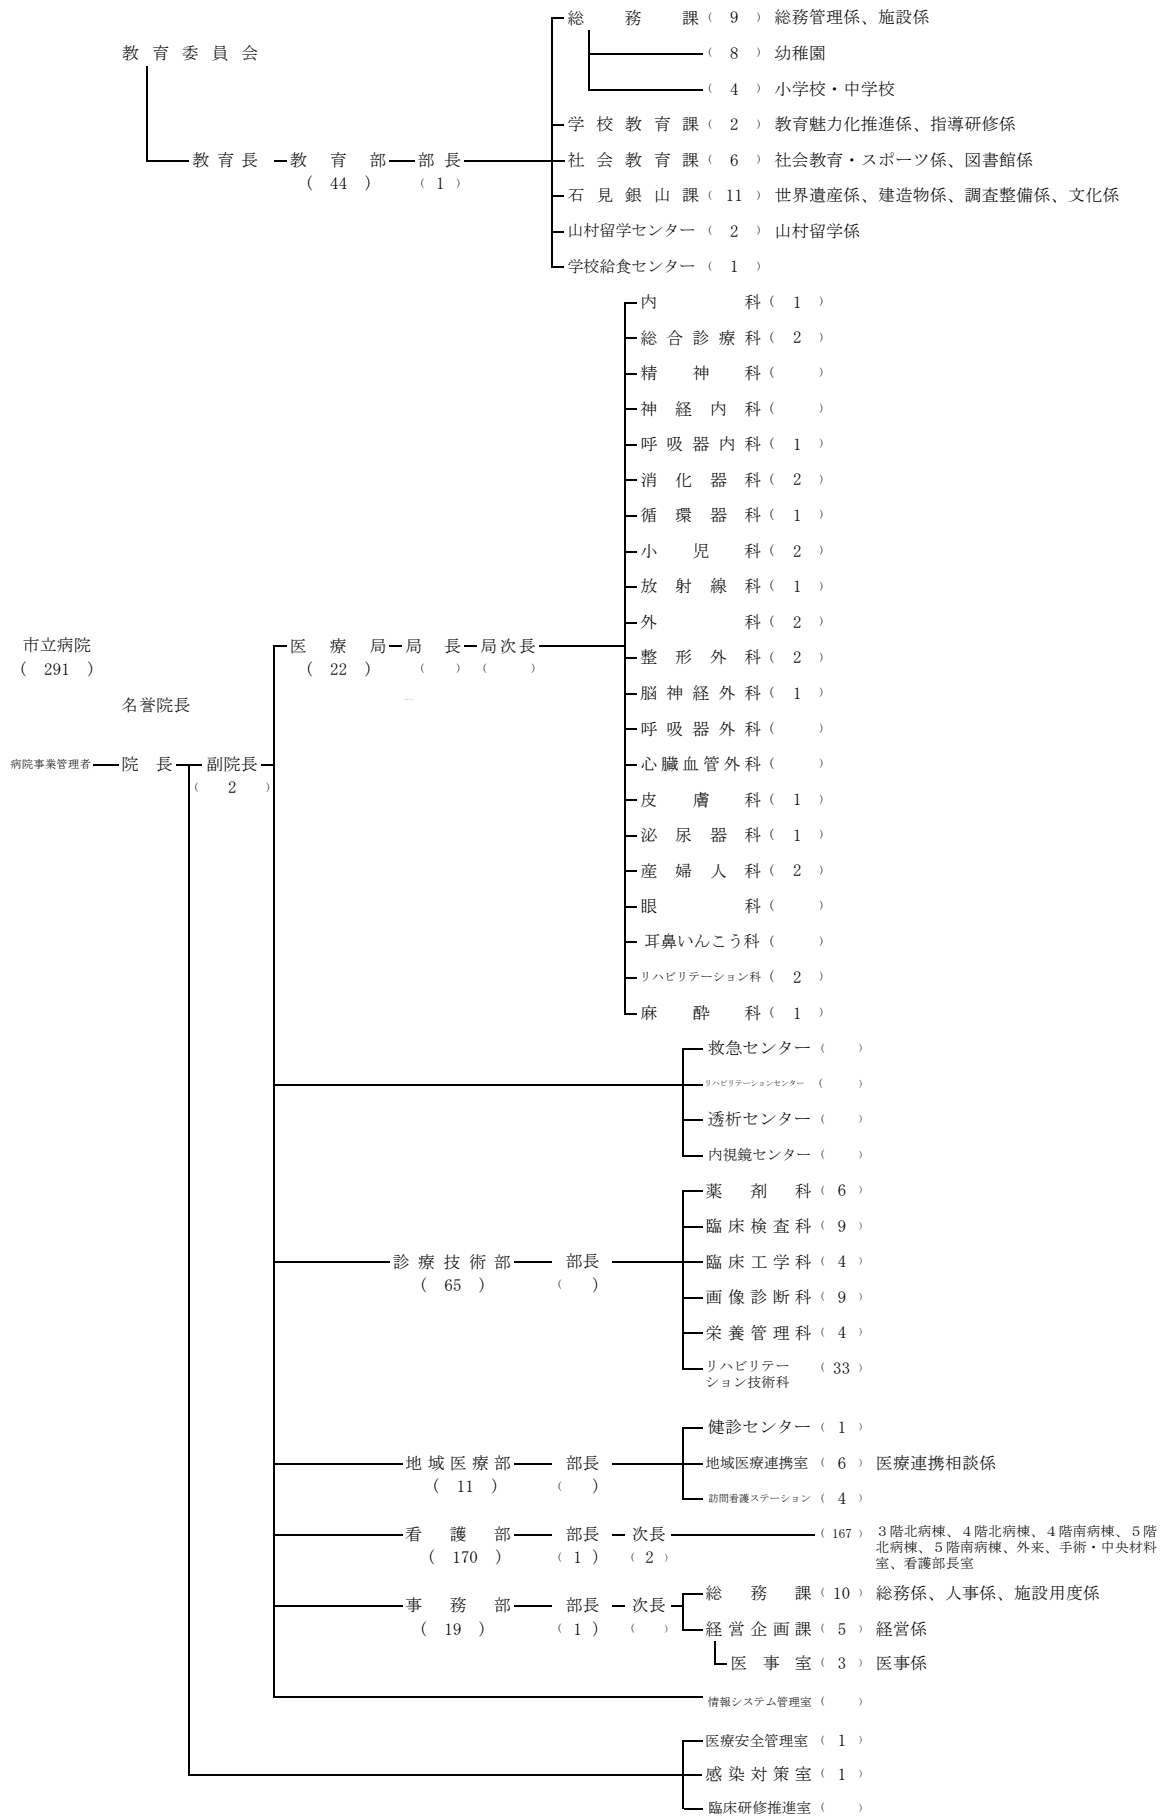 総務課（ 9 ） 総務管理係、施設係
教育委員会 （ 8 ） 幼稚園
（ 4 ） 小学校・中学校
学校教育課（ 2 ） 教育魅力化推進係、指導研修係
教育長 教育部 部長 社会教育課（ 6 ） 社会教育・スポーツ係、図書館係
（ 44 ） （ 1 ）
石見銀山課（ 11 ） 世界遺産係、建造物係、調査整備係、文化係
山村留学センター（ 2 ） 山村留学係
学校給食センター（ 1 ）
内科（ 1 ）
総合診療科（ 2 ）
精神科（ ）
神経内科（ ）
呼吸器内科（ 1 ）
消化器科（ 2 ）
循環器科（ 1 ）
小児科（ 2 ）
放射線科（ 1 ）
外科（ 2 ）
市立病院 医療局 局長 局次長
（ 291 ） （ 22 ） （ ） （ ）
整形外科（ 2 ）
脳神経外科（ 1 ）
名誉院長
呼吸器外科（ ）
病院事業管理者 院長 副院長 心臓血管外科（ ）
（ 2 ）
皮膚科（ 1 ）
泌尿器科（ 1 ）
産婦人科（ 2 ）
眼科（ ）
耳鼻いんこう科（ ）
リハビリテーション科（ 2 ）
麻酔科（ 1 ）
救急センター（ ）
リハビリテーションセンター（ ）
透析センター（ ）
内視鏡センター（ ）
薬剤科（ 6 ）
臨床検査科（ 9 ）
診療技術部 部長 臨床工学科（ 4 ）
（ 65 ） （ ）
画像診断科（ 9 ）
栄養管理科（ 4 ）
リハビリテー （ 33 ）
ション技術科
健診センター（ 1 ）
地域医療部 部長 地域医療連携室（ 6 ） 医療連携相談係
（ 11 ） （ ）
訪問看護ステーション（ 4 ）
看護部 部長 次長 （ 167 ） ３階北病棟、４階北病棟、４階南病棟、５階
北病棟、５階南病棟、外来、手術・中央材料
（ 170 ） （ 1 ） （ 2 ）
室、看護部長室
総務課（ 10 ） 総務係、人事係、施設用度係
事務部 部長 次長
（ 19 ） （ 1 ） （ ）
経営企画課（ 5 ） 経営係
医事室（ 3 ） 医事係
情報システム管理室（ ）
医療安全管理室（ 1 ）
感染対策室（ 1 ）
臨床研修推進室（ ）